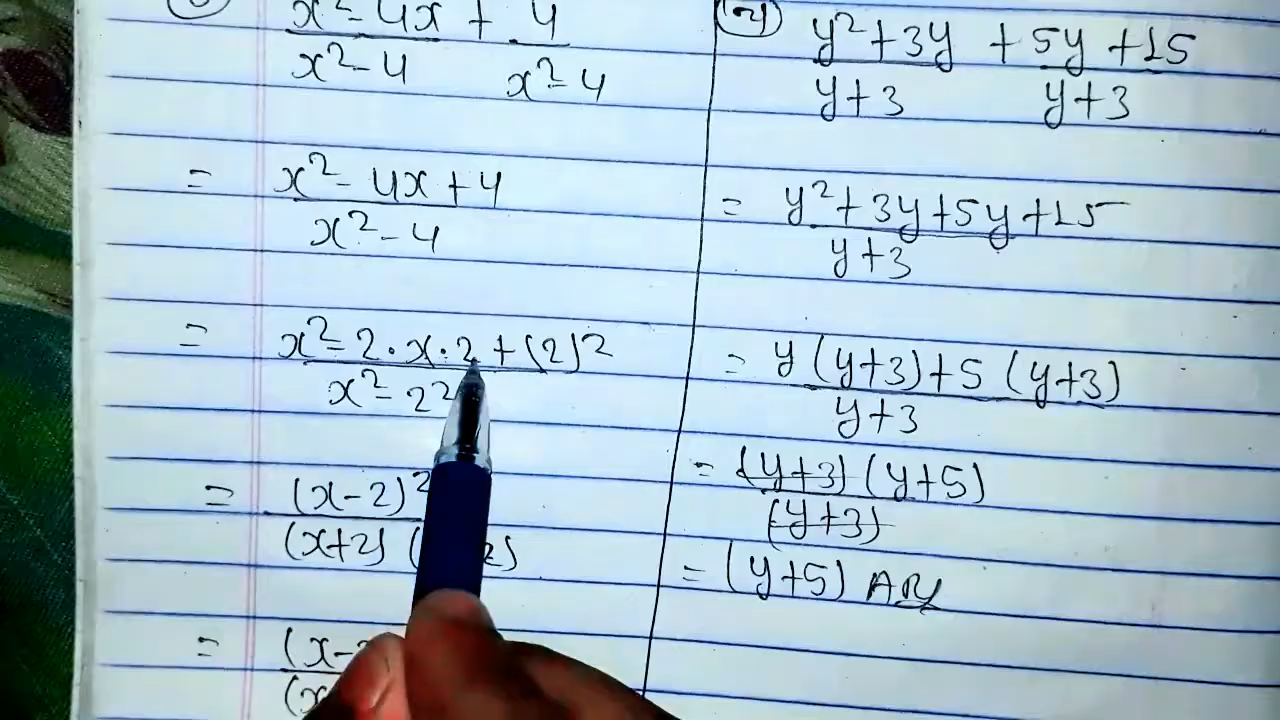 x² - 4x + 4
x² - 4 x² - 4
= x² - 4x + 4
x² - 4
= x² - 2 · x · 2 + (2)²
x² - 2²
= (x - 2)²
(x + 2) (
2)
= (x -
(x
y² + 3y + 5y + 15
y + 3 y + 3
= y² + 3y + 5y + 15
y + 3
= y (y + 3) + 5 (y + 3)
y + 3
= (y + 3) (y + 5)
(y + 3)
= (y + 5)